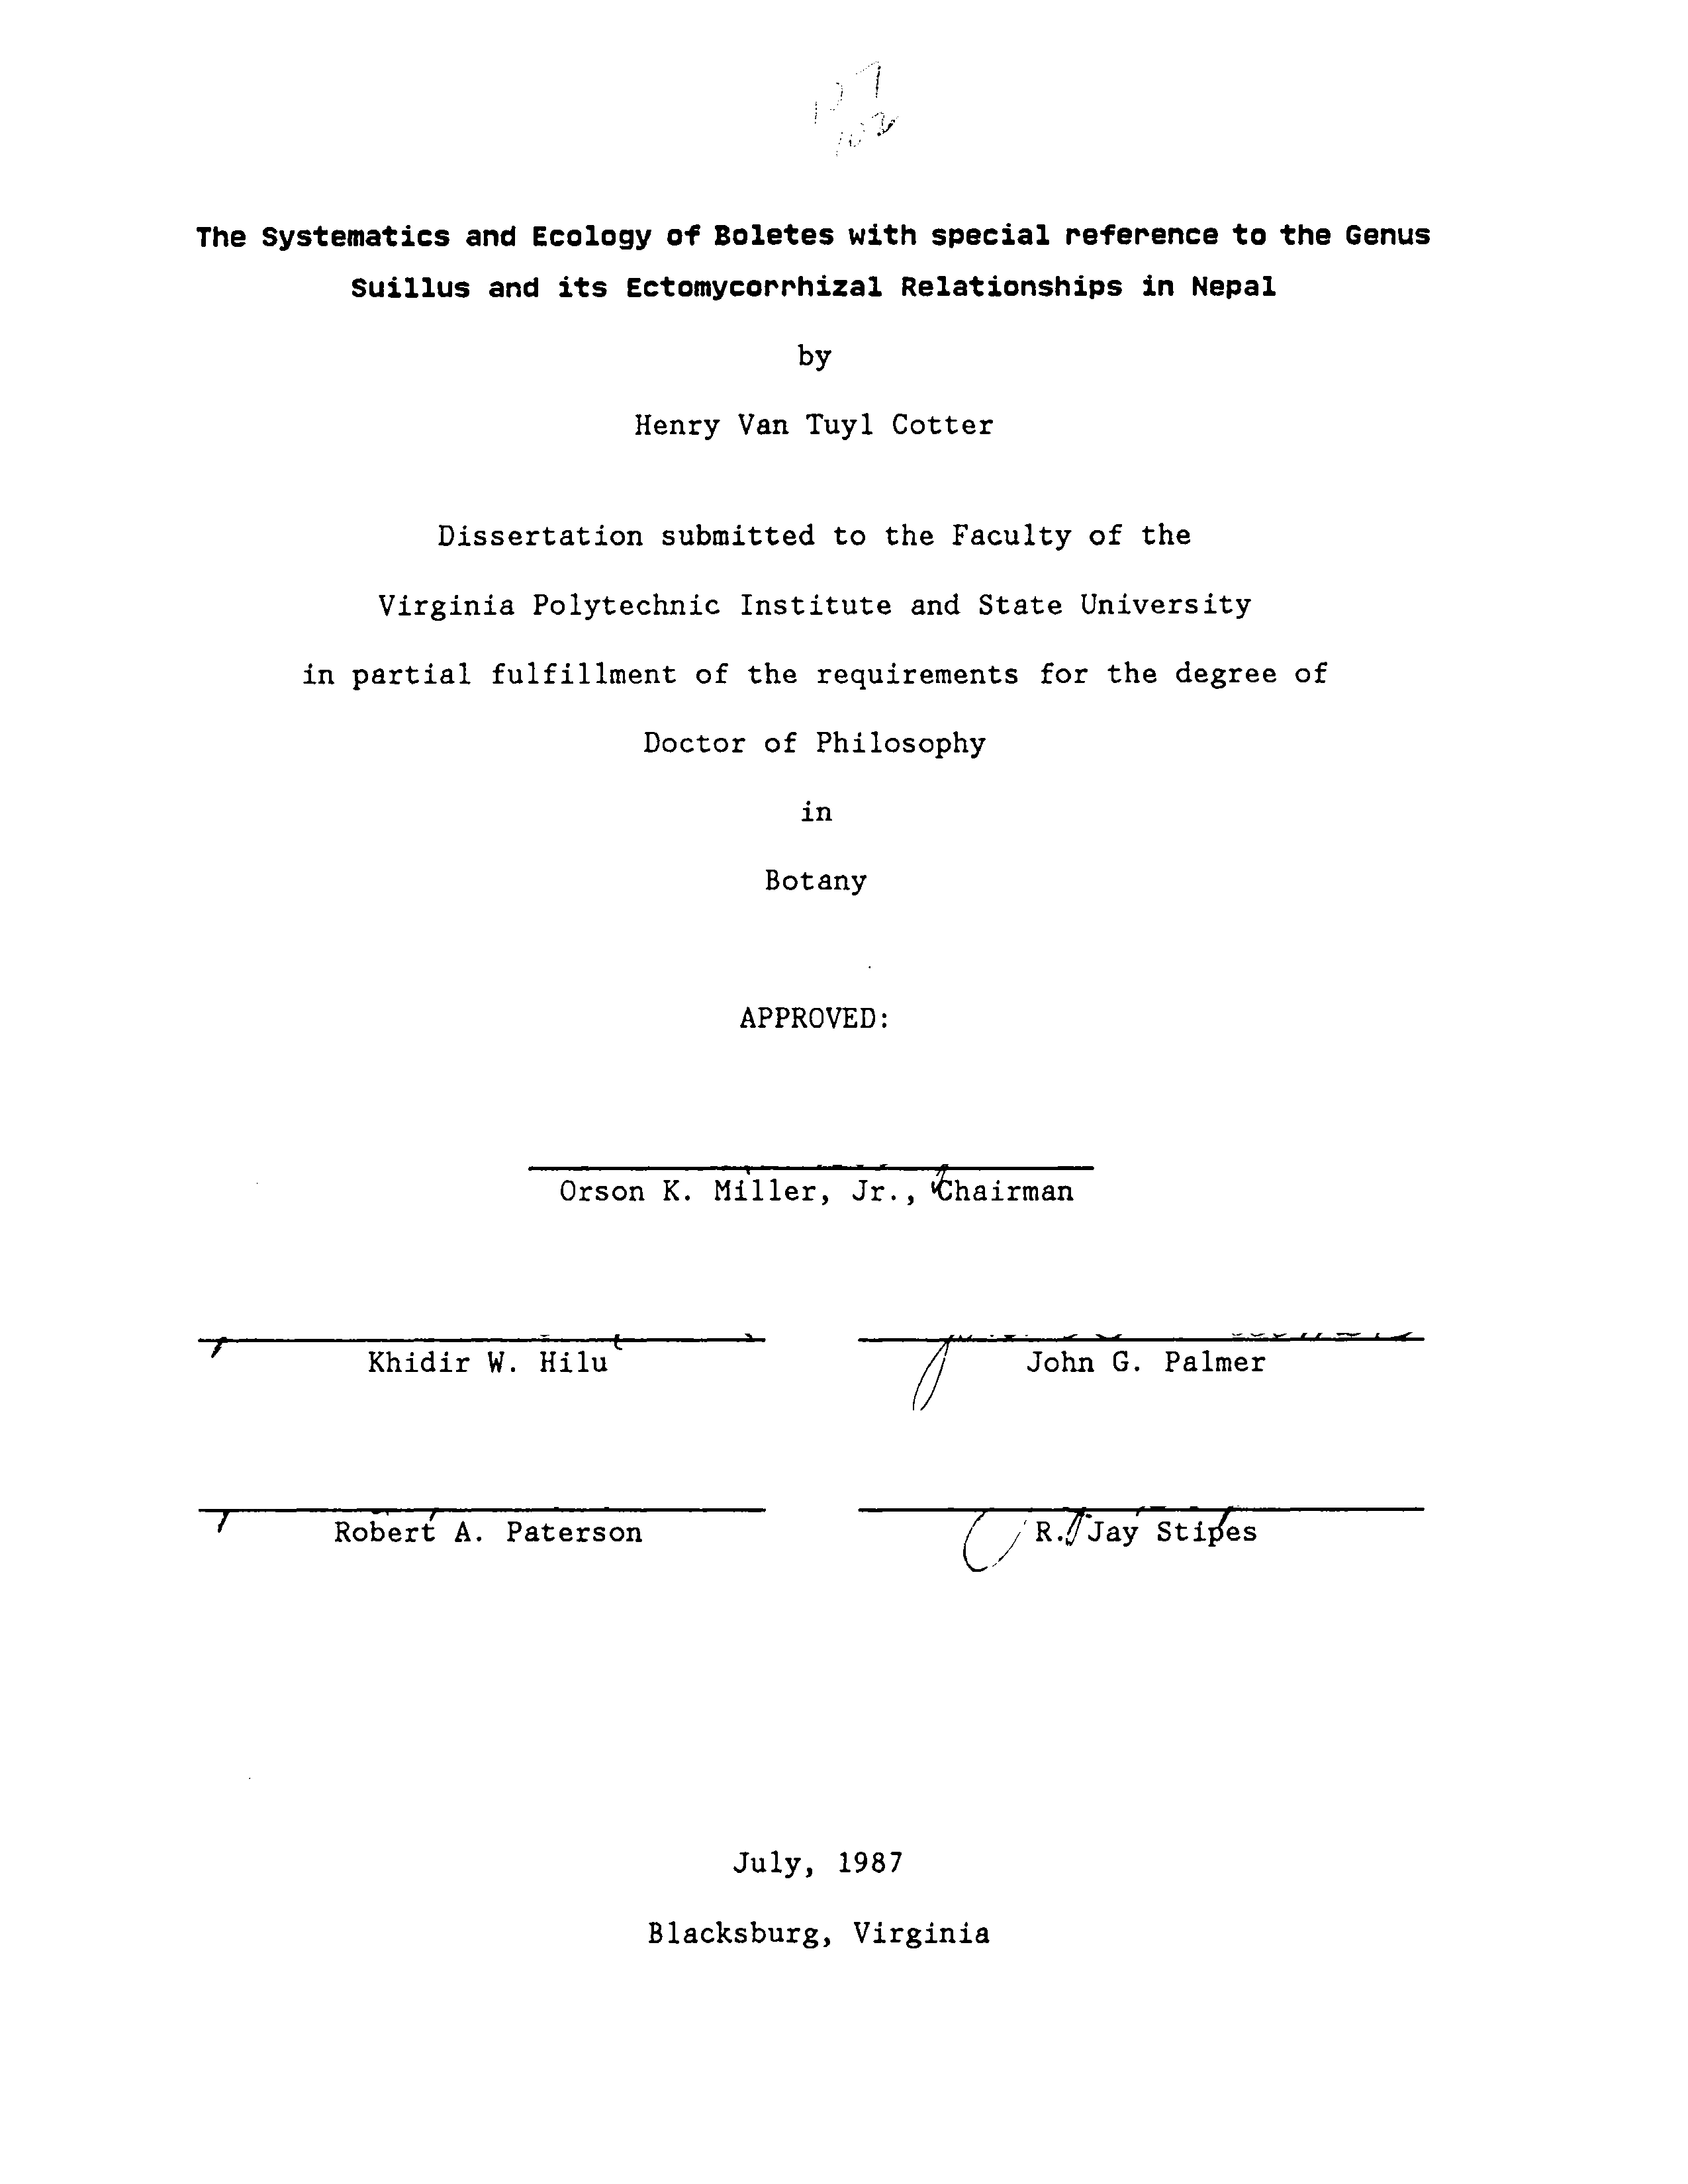 The Systematics and Ecology of Boletes with special reference to the Genus
Suillus and its Ectomycorrhizal Relationships in Nepal
by
Henry Van Tuyl Cotter
Dissertation submitted to the Faculty of the
Virginia Polytechnic Institute and State University
in partial fulfillment of the requirements for the degree of
Doctor of Philosophy
in
Botany
APPROVED:
Orson K. Miller, Jr., Chairman
Khidir W. Hilu
John G. Palmer
Robert A. Paterson
R. Jay Stipes
July, 1987
Blacksburg, Virginia